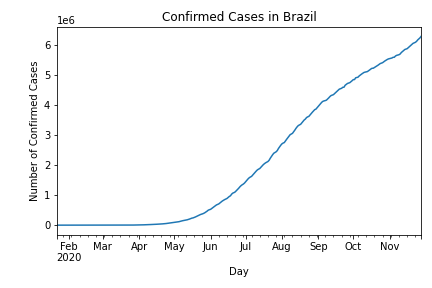 Confirmed Cases in Brazil
1e6
6
5
4
3
2
1
0
Number of Confirmed Cases
Feb Mar Apr May Jun Jul Aug Sep Oct Nov
2020
Day